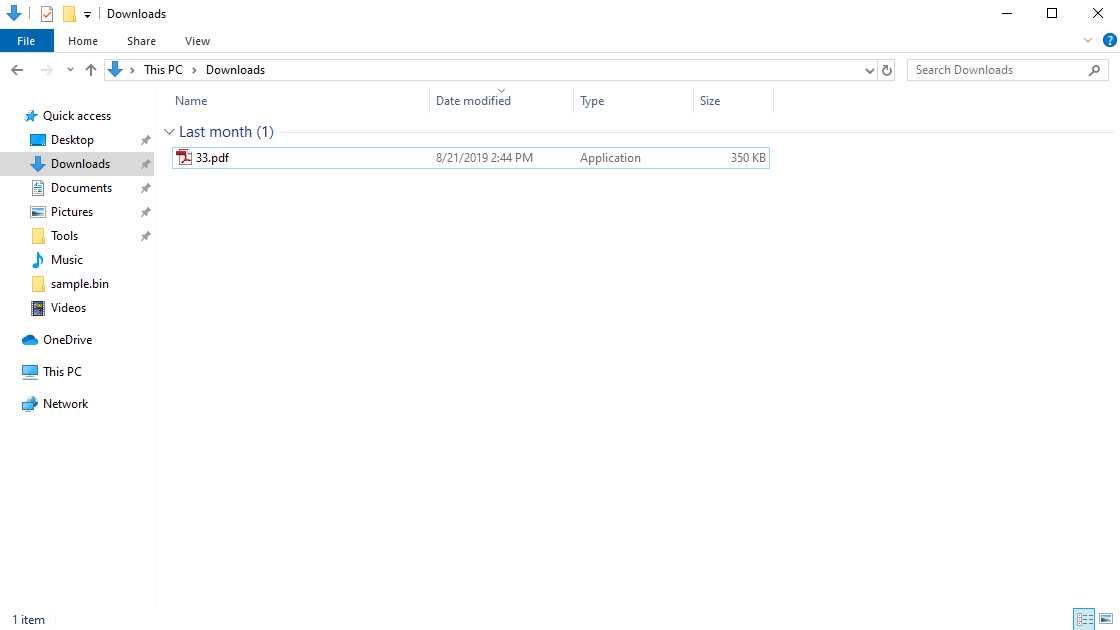 Downloads
File Home Share View
This PC Downloads Search Downloads
Name Date modified Type Size
Quick access
Last month (1)
Desktop
33.pdf 8/21/2019 2:44 PM Application 350 KB
Downloads
Documents
Pictures
Tools
Music
sample.bin
Videos
OneDrive
This PC
Network
1 item